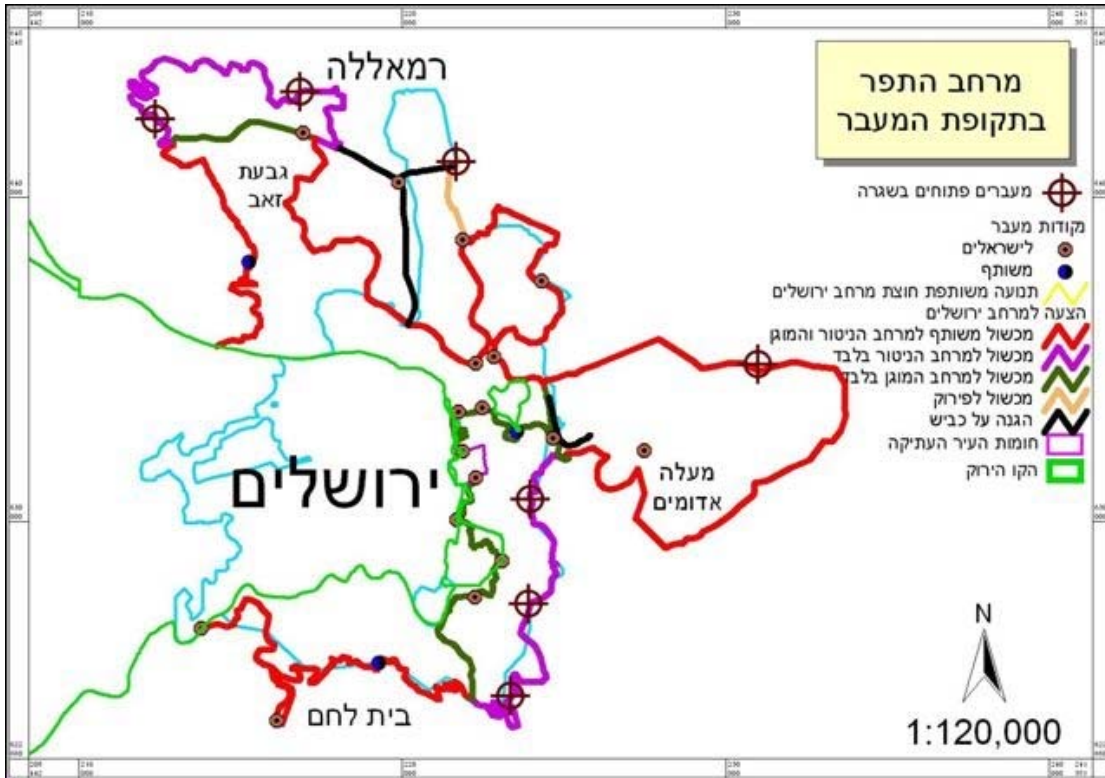 מרחב התפר
בתקופת המעבר
רמאללה
גבעת
זאב
ירושלים
מעלה
אדומים
בית לחם
מעברים פתוחים בשגרה
נקודות מעבר
לישראלים
משותף
תנועה משותפת חוצת מרחב ירושלים
הצעה למרחב ירושלים
מכשול משותף למרחב הניטור והמוגן
מכשול למרחב הניטור בלבד
מכשול למרחב המוגן בלבד
מכשול לפירוק
הגנה על כביש
חומות העיר העתיקה
הקו הירוק
N
1:120,000